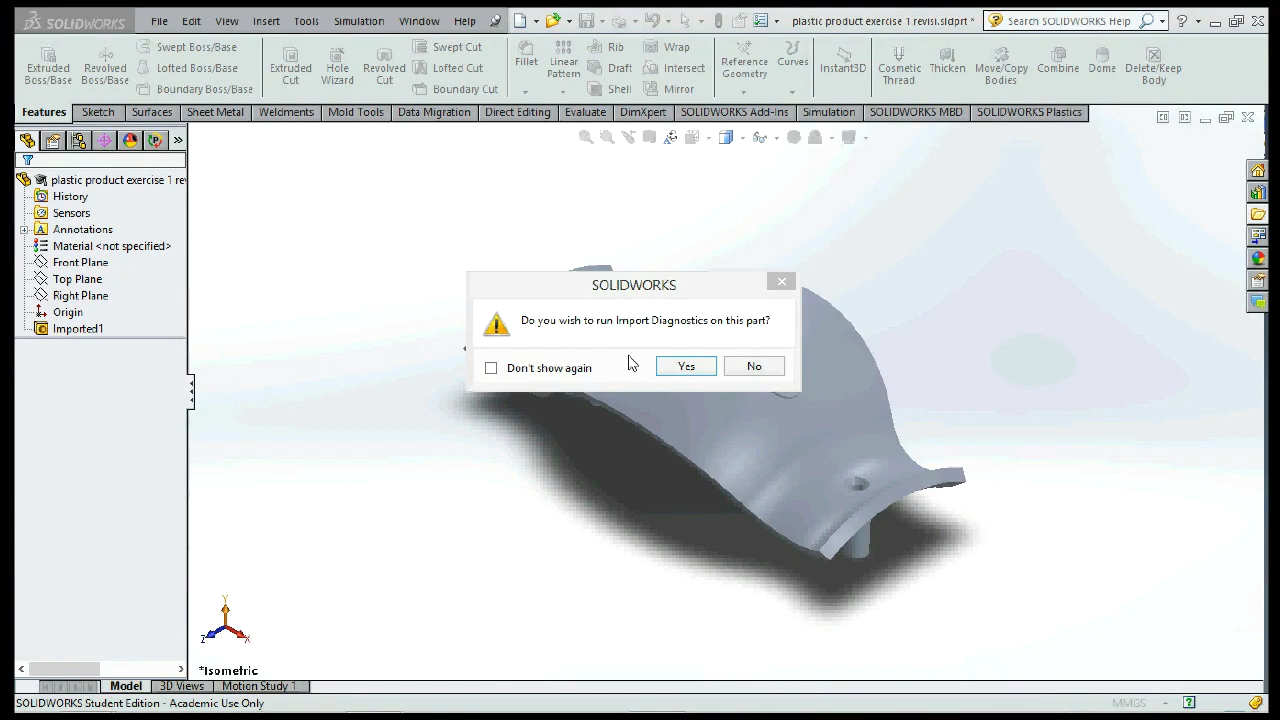 SOLIDWORKS File Edit View Insert Tools Simulation Window Help plastic product exercise 1 revisi.sldprt * Search SOLIDWORKS Help
Extruded Boss/Base
Revolved Boss/Base
Swept Boss/Base
Lofted Boss/Base
Boundary Boss/Base
Extruded Cut
Hole Wizard
Revolved Cut
Swept Cut
Lofted Cut
Boundary Cut
Fillet
Linear Pattern
Rib
Draft
Shell
Wrap
Intersect
Mirror
Reference Geometry
Curves
Instant3D
Cosmetic Thread
Thicken
Move/Copy Bodies
Combine
Dome
Delete/Keep Body
Features Sketch Surfaces Sheet Metal Weldments Mold Tools Data Migration Direct Editing Evaluate DimXpert SOLIDWORKS Add-Ins Simulation SOLIDWORKS MBD SOLIDWORKS Plastics
plastic product exercise 1 rev
History
Sensors
Annotations
Material <not specified>
Front Plane
Top Plane
Right Plane
Origin
Imported1
SOLIDWORKS
Do you wish to run Import Diagnostics on this part?
Don't show again Yes No
Y
Z X
*Isometric
Model 3D Views Motion Study 1
SOLIDWORKS Student Edition - Academic Use Only MMGS -